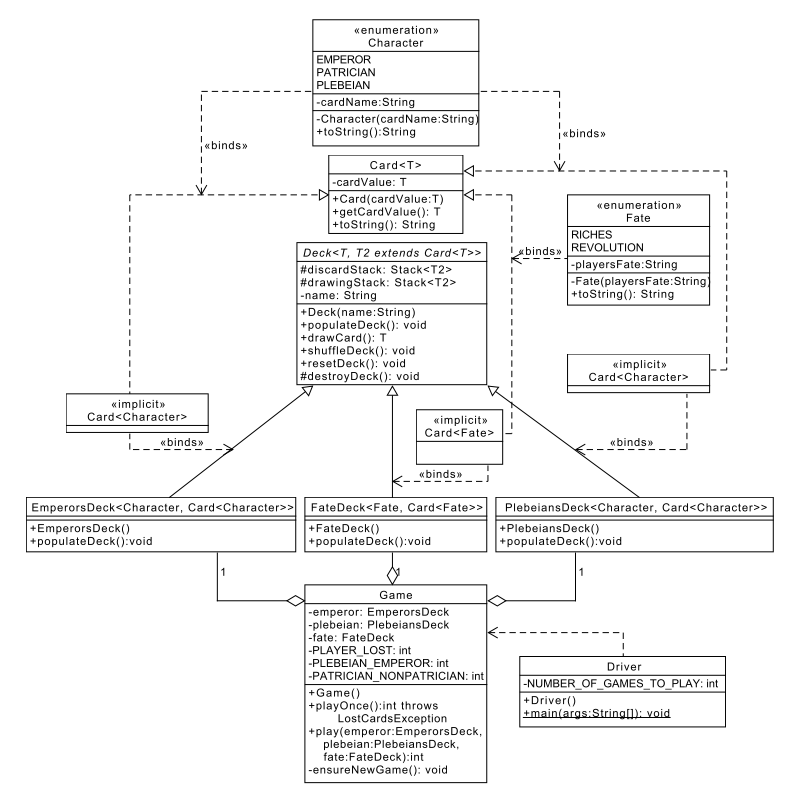 «enumeration»
Character
EMPEROR
PATRICIAN
PLEBEIAN
-cardName:String
-Character(cardName:String)
+toString():String
«binds»
«binds»
Card<T>
-cardValue: T
+Card(cardValue:T)
+getCardValue(): T
+toString(): String
«enumeration»
Fate
RICHES
REVOLUTION
-playersFate:String
-Fate(playersFate:String)
+toString(): String
«binds»
Deck<T, T2 extends Card<T>>
#discardStack: Stack<T2>
#drawingStack: Stack<T2>
-name: String
+Deck(name:String)
+populateDeck(): void
+drawCard(): T
+shuffleDeck(): void
+resetDeck(): void
#destroyDeck(): void
«implicit»
Card<Character>
«implicit»
Card<Character>
«implicit»
Card<Fate>
«binds»
«binds»
«binds»
EmperorsDeck<Character, Card<Character>>
+EmperorsDeck()
+populateDeck():void
FateDeck<Fate, Card<Fate>>
+FateDeck()
+populateDeck():void
PlebeiansDeck<Character, Card<Character>>
+PlebeiansDeck()
+populateDeck():void
1
1
1
Game
-emperor: EmperorsDeck
-plebeian: PlebeiansDeck
-fate: FateDeck
-PLAYER_LOST: int
-PLEBEIAN_EMPEROR: int
-PATRICIAN_NONPATRICIAN: int
+Game()
+playOnce():int throws
LostCardsException
+play(emperor:EmperorsDeck,
plebeian:PlebeiansDeck,
fate:FateDeck):int
-ensureNewGame(): void
Driver
-NUMBER_OF_GAMES_TO_PLAY: int
+Driver()
+main(args:String[]): void